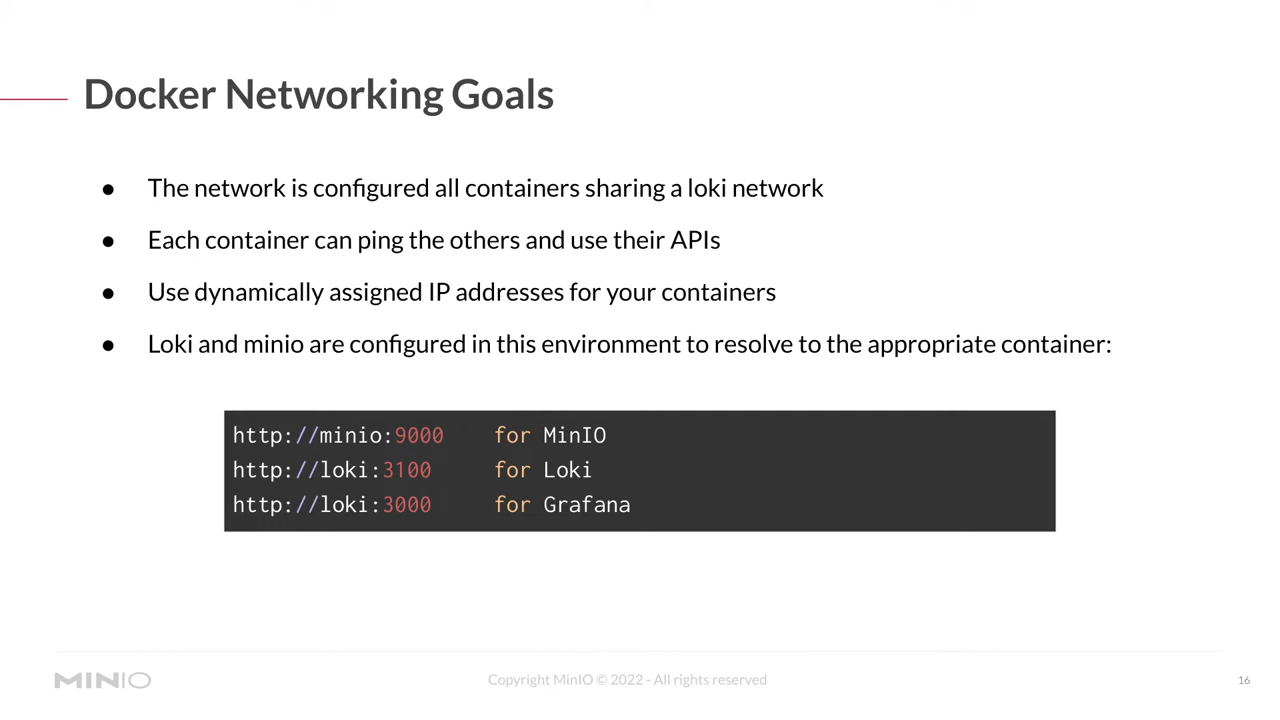 Docker Networking Goals
● The network is configured all containers sharing a loki network
● Each container can ping the others and use their APIs
● Use dynamically assigned IP addresses for your containers
● Loki and minio are configured in this environment to resolve to the appropriate container:
http://minio:9000 for MinIO
http://loki:3100 for Loki
http://loki:3000 for Grafana
MINIO
Copyright MinIO © 2022 - All rights reserved
16